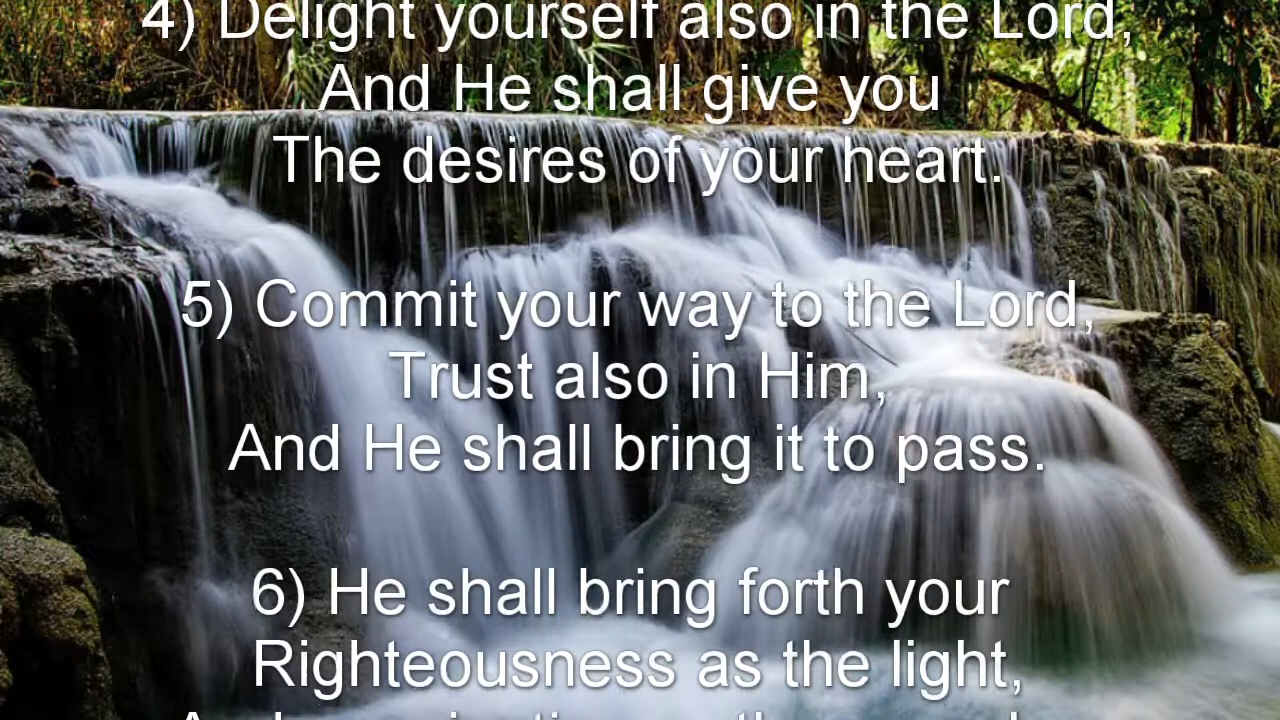 4) Delight yourself also in the Lord,
And He shall give you
The desires of your heart.
5) Commit your way to the Lord,
Trust also in Him,
And He shall bring it to pass.
6) He shall bring forth your
Righteousness as the light,